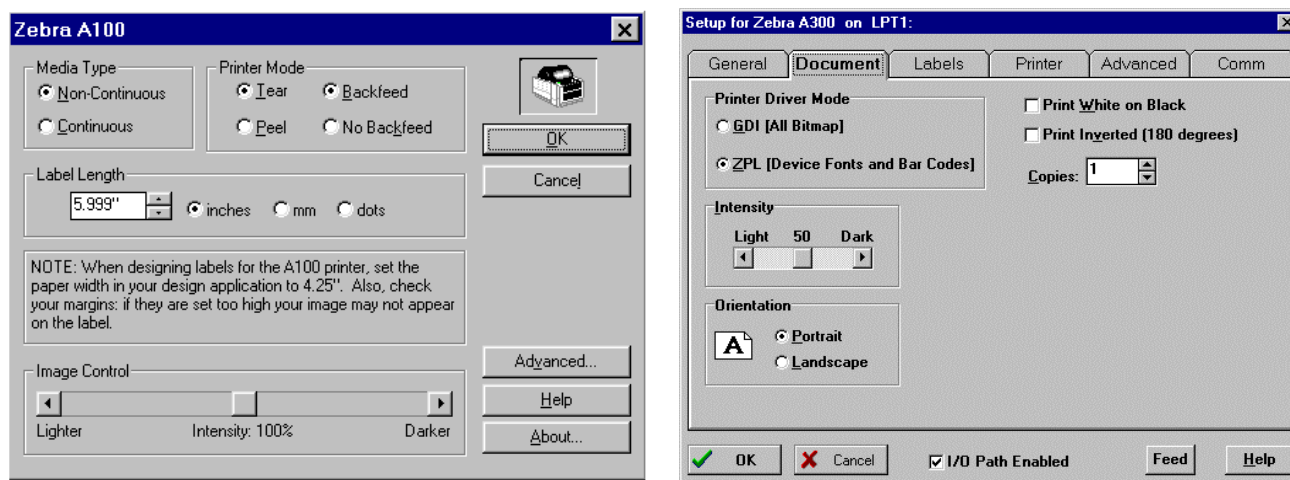 Zebra A100
Media Type
Non-Continuous
Continuous
Printer Mode
Tear
Backfeed
Peel
No Backfeed
OK
Cancel
Label Length
5.999"
inches
mm
dots
NOTE: When designing labels for the A100 printer, set the
paper width in your design application to 4.25". Also, check
your margins: if they are set too high your image may not appear
on the label.
Advanced...
Help
About...
Image Control
Lighter
Intensity: 100%
Darker
Setup for Zebra A300 on LPT1:
General
Document
Labels
Printer
Advanced
Comm
Printer Driver Mode
GDI [All Bitmap]
ZPL [Device Fonts and Bar Codes]
Print White on Black
Print Inverted (180 degrees)
Copies: 1
Intensity
Light 50 Dark
Orientation
A
Portrait
Landscape
OK
Cancel
I/O Path Enabled
Feed
Help